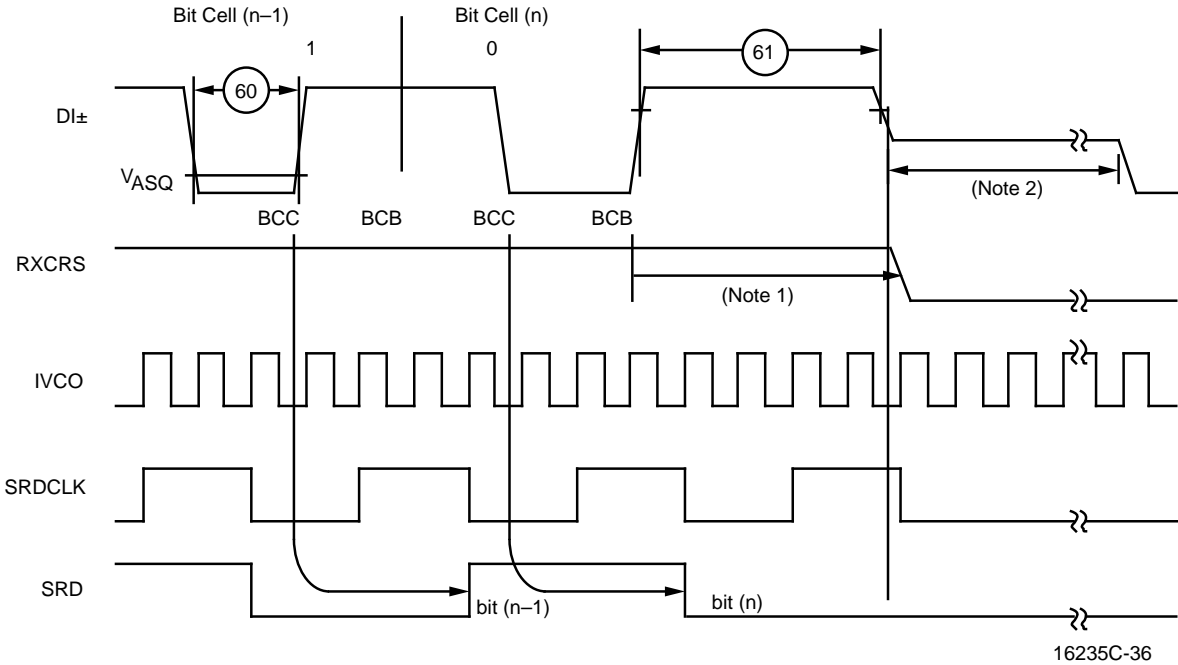 Bit Cell (n–1)
Bit Cell (n)
1
0
61
60
DI±
VASQ
(Note 2)
BCC
BCB
BCC
BCB
RXCRS
(Note 1)
IVCO
SRDCLK
SRD
bit (n–1)
bit (n)
16235C-36